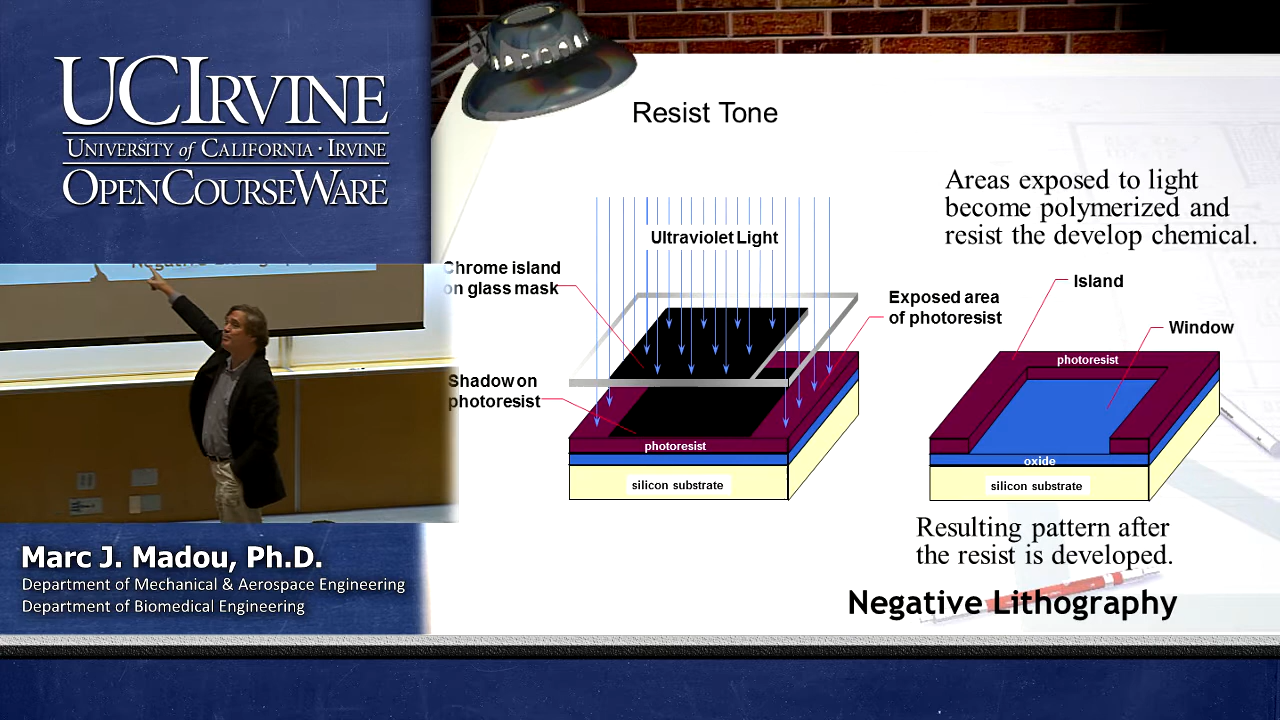 UCIRVINE
UNIVERSITY of CALIFORNIA · IRVINE
OPENCOURSEWARE
Resist Tone
Areas exposed to light
become polymerized and
resist the develop chemical.
Ultraviolet Light
Chrome island
on glass mask
Exposed area
of photoresist
Island
Window
Shadow on
photoresist
photoresist
silicon substrate
photoresist
oxide
silicon substrate
Resulting pattern after
the resist is developed.
Negative Lithography
Marc J. Madou, Ph.D.
Department of Mechanical & Aerospace Engineering
Department of Biomedical Engineering